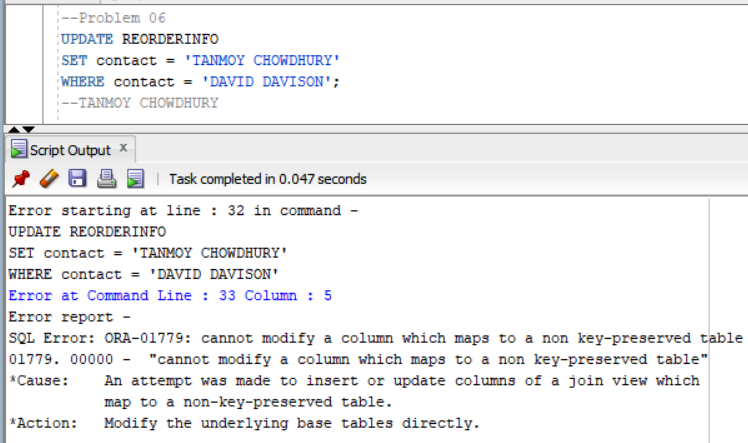 --Problem 06
UPDATE REORDERINFO
SET contact = 'TANMOY CHOWDHURY'
WHERE contact = 'DAVID DAVISON';
--TANMOY CHOWDHURY
Script Output x
Task completed in 0.047 seconds
Error starting at line : 32 in command -
UPDATE REORDERINFO
SET contact = 'TANMOY CHOWDHURY'
WHERE contact = 'DAVID DAVISON'
Error at Command Line : 33 Column : 5
Error report -
SQL Error: ORA-01779: cannot modify a column which maps to a non key-preserved table
01779. 00000 - "cannot modify a column which maps to a non key-preserved table"
*Cause: An attempt was made to insert or update columns of a join view which
map to a non-key-preserved table.
*Action: Modify the underlying base tables directly.